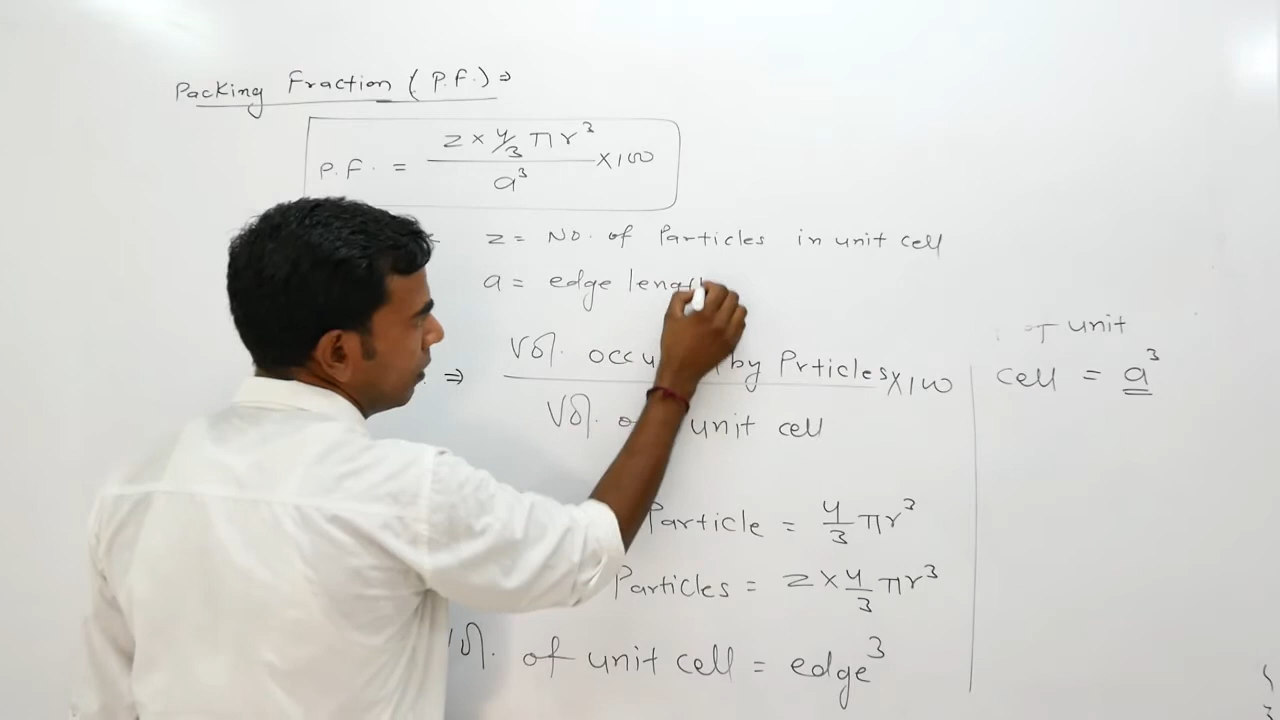 Packing Fraction (P.F.) ⇒
P.F. = z × 4/3 πr³ / a³ × 100
z = No. of Particles in unit cell
a = edge lengt
⇒ Vol. occu by Prticles × 100
Vol. of unit cell
Particle = 4/3 πr³
Particles = z × 4/3 πr³
Vol. of unit cell = edge³
of unit
cell = a³